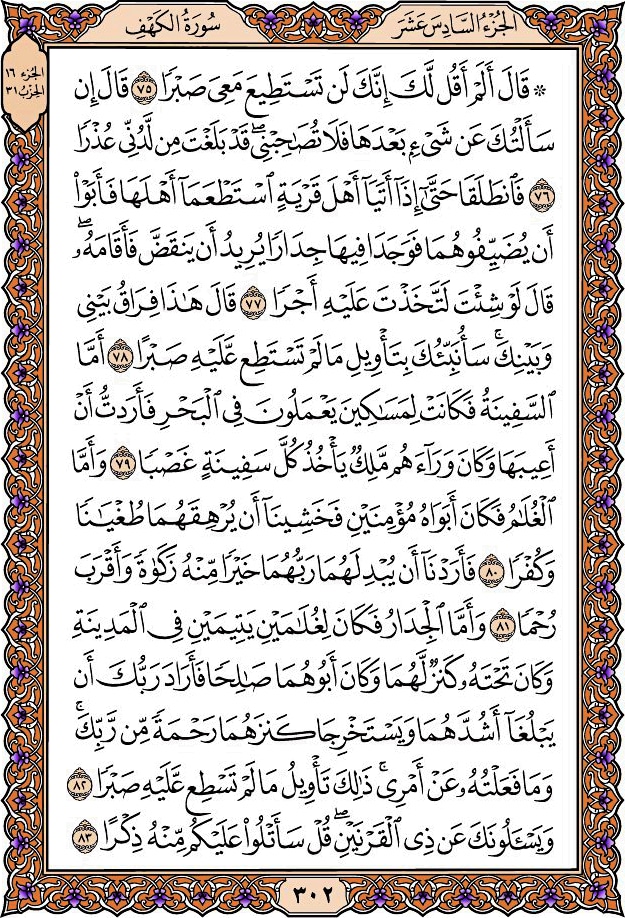 الجُزْءُ السَّادِسَ عَشَرَ
سُورَةُ الكَهْفِ
الجزء ١٦
الحزب ٣١
۞ قَالَ أَلَمْ أَقُل لَّكَ إِنَّكَ لَن تَسْتَطِيعَ مَعِىَ صَبْرًا ٧٥ قَالَ إِن
سَأَلْتُكَ عَن شَىْءٍۭ بَعْدَهَا فَلَا تُصَٰحِبْنِى ۖ قَدْ بَلَغْتَ مِن لَّدُنِّى عُذْرًا
٧٦ فَٱنطَلَقَا حَتَّىٰٓ إِذَآ أَتَيَآ أَهْلَ قَرْيَةٍ ٱسْتَطْعَمَآ أَهْلَهَا فَأَبَوْا۟
أَن يُضَيِّفُوهُمَا فَوَجَدَا فِيهَا جِدَارًا يُرِيدُ أَن يَنقَضَّ فَأَقَامَهُۥ ۖ
قَالَ لَوْ شِئْتَ لَتَّخَذْتَ عَلَيْهِ أَجْرًا ٧٧ قَالَ هَٰذَا فِرَاقُ بَيْنِى
وَبَيْنِكَ ۚ سَأُنَبِّئُكَ بِتَأْوِيلِ مَا لَمْ تَسْتَطِع عَّلَيْهِ صَبْرًا ٧٨ أَمَّا
ٱلسَّفِينَةُ فَكَانَتْ لِمَسَٰكِينَ يَعْمَلُونَ فِى ٱلْبَحْرِ فَأَرَدتُّ أَنْ
أَعِيبَهَا وَكَانَ وَرَآءَهُم مَّلِكٌ يَأْخُذُ كُلَّ سَفِينَةٍ غَصْبًا ٧٩ وَأَمَّا
ٱلْغُلَٰمُ فَكَانَ أَبَوَاهُ مُؤْمِنَيْنِ فَخَشِينَآ أَن يُرْهِقَهُمَا طُغْيَٰنًا
وَكُفْرًا ٨٠ فَأَرَدْنَآ أَن يُبْدِلَهُمَا رَبُّهُمَا خَيْرًا مِّنْهُ زَكَوٰةً وَأَقْرَبَ
رُحْمًا ٨١ وَأَمَّا ٱلْجِدَارُ فَكَانَ لِغُلَٰمَيْنِ يَتِيمَيْنِ فِى ٱلْمَدِينَةِ
وَكَانَ تَحْتَهُۥ كَنزٌ لَّهُمَا وَكَانَ أَبُوهُمَا صَٰلِحًا فَأَرَادَ رَبُّكَ أَن
يَبْلُغَآ أَشُدَّهُمَا وَيَسْتَخْرِجَا كَنزَهُمَا رَحْمَةً مِّن رَّبِّكَ ۚ
وَمَا فَعَلْتُهُۥ عَنْ أَمْرِى ۚ ذَٰلِكَ تَأْوِيلُ مَا لَمْ تَسْطِع عَّلَيْهِ صَبْرًا ٨٢
وَيَسْـَٔلُونَكَ عَن ذِى ٱلْقَرْنَيْنِ ۖ قُلْ سَأَتْلُوا۟ عَلَيْكُم مِّنْهُ ذِكْرًا ٨٣
٣٠٢